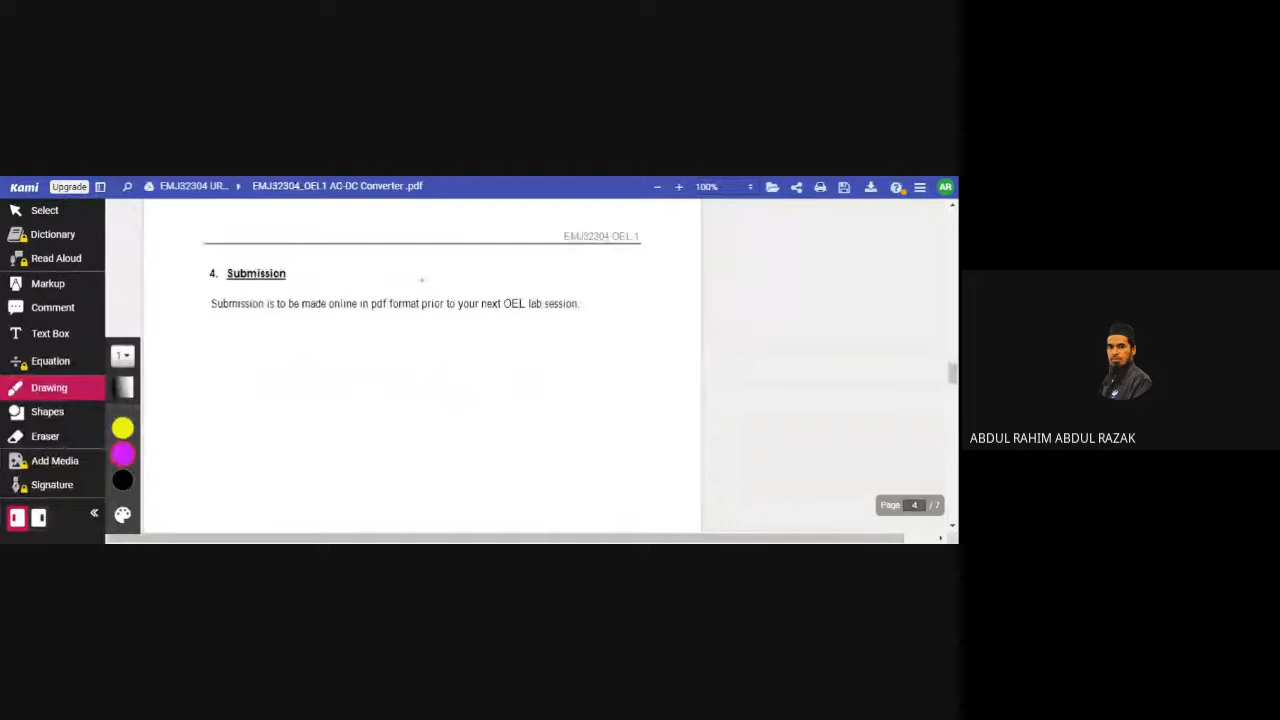 Kami Upgrade EMJ32304 UR... EMJ32304_OEL1 AC-DC Converter .pdf 100% AR
Select
Dictionary
Read Aloud
Markup
Comment
Text Box
Equation
Drawing
Shapes
Eraser
Add Media
Signature
1
EMJ32304 OEL 1
4. Submission
Submission is to be made online in pdf format prior to your next OEL lab session.
Page 4 / 7
ABDUL RAHIM ABDUL RAZAK